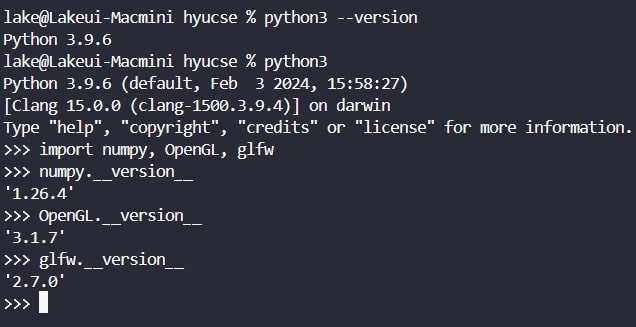 lake@Lakeui-Macmini hyucse % python3 --version
Python 3.9.6
lake@Lakeui-Macmini hyucse % python3
Python 3.9.6 (default, Feb  3 2024, 15:58:27)
[Clang 15.0.0 (clang-1500.3.9.4)] on darwin
Type "help", "copyright", "credits" or "license" for more information.
>>> import numpy, OpenGL, glfw
>>> numpy.__version__
'1.26.4'
>>> OpenGL.__version__
'3.1.7'
>>> glfw.__version__
'2.7.0'
>>>